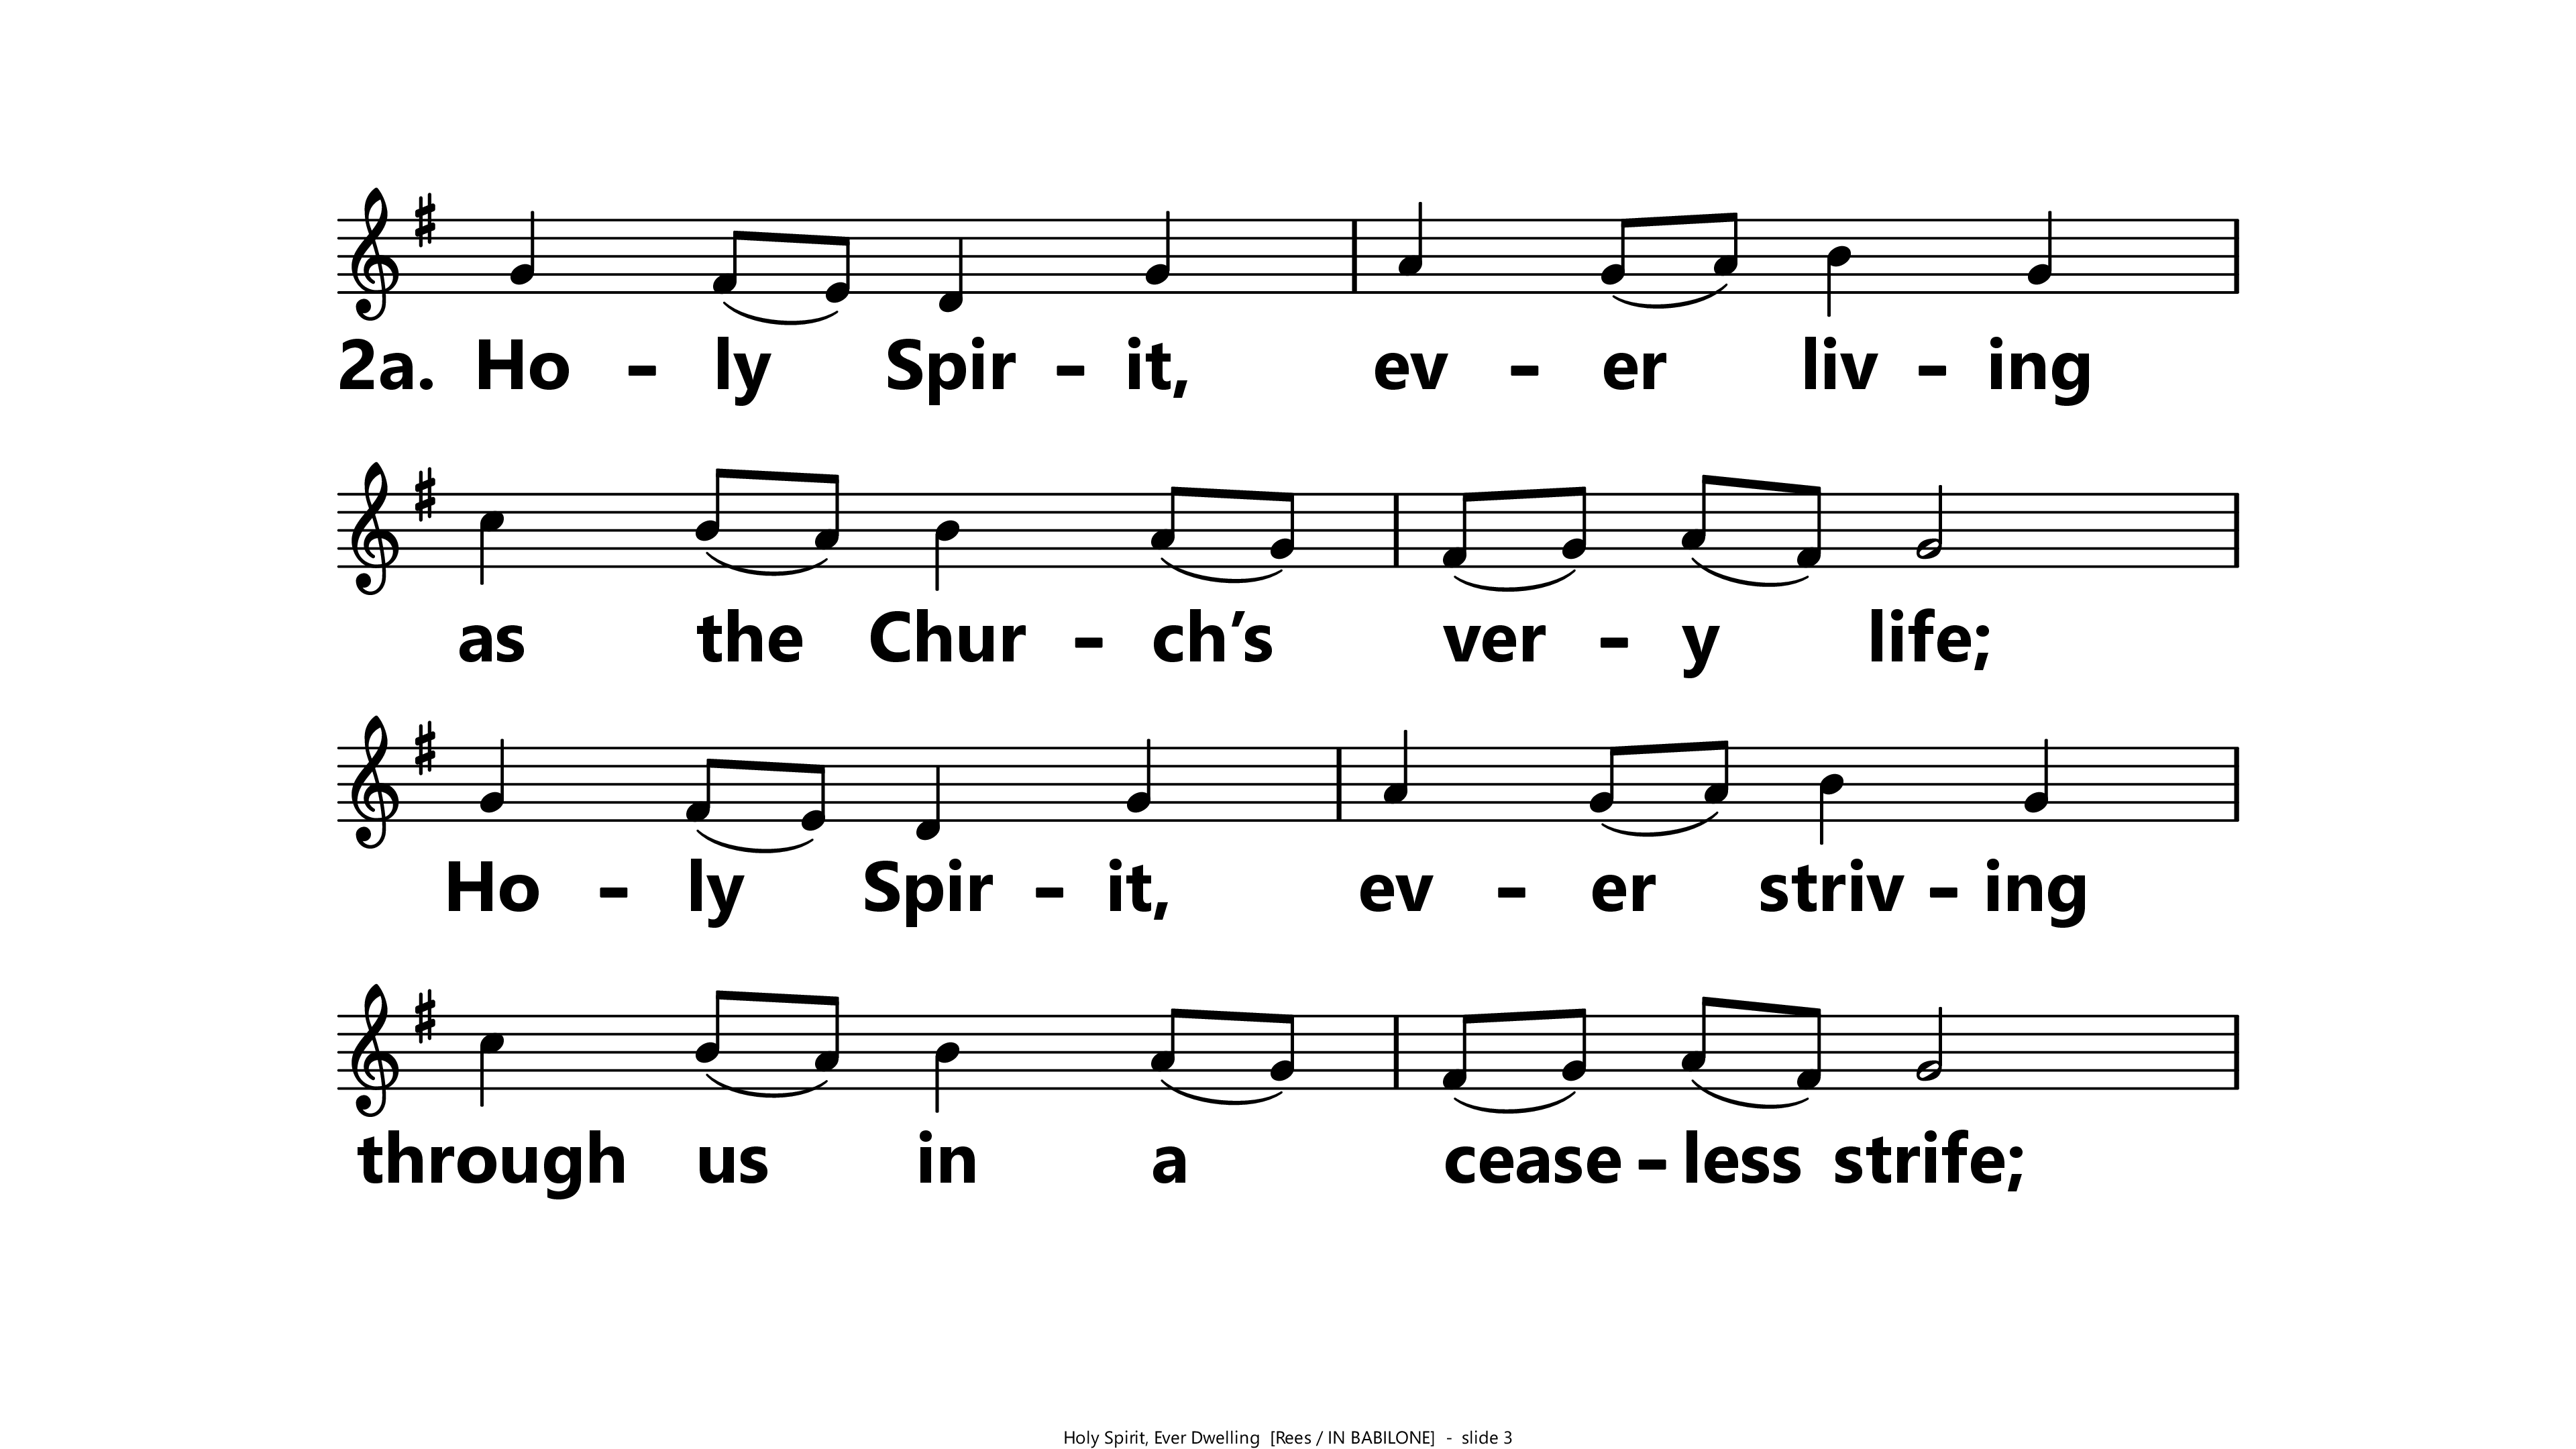 2a. Ho – ly Spir – it, ev – er liv – ing
as the Chur – ch’s ver – y life;
Ho – ly Spir – it, ev – er striv – ing
through us in a cease – less strife;
Holy Spirit, Ever Dwelling [Rees / IN BABILONE] - slide 3